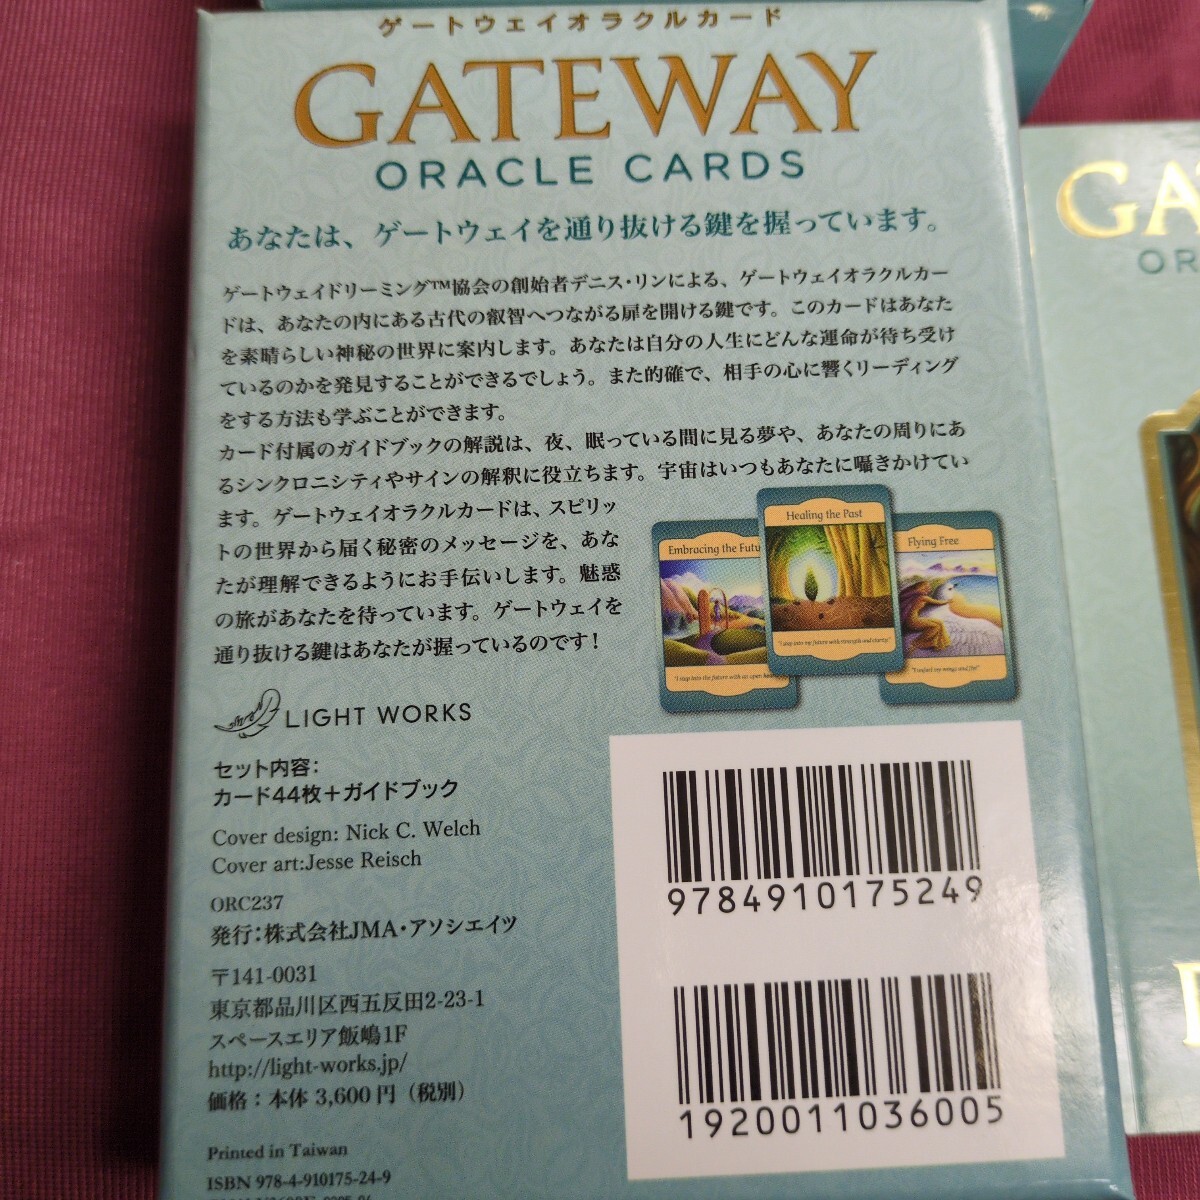 ゲートウェイオラクルカード
GATEWAY
ORACLE CARDS
あなたは、ゲートウェイを通り抜ける鍵を握っています。
ゲートウェイドリーミング™協会の創始者デニス・リンによる、ゲートウェイオラクルカー
ドは、あなたの内にある古代の叡智へつながる扉を開ける鍵です。このカードはあなた
を素晴らしい神秘の世界に案内します。あなたは自分の人生にどんな運命が待ち受け
ているのかを発見することができるでしょう。また的確で、相手の心に響くリーディング
をする方法も学ぶことができます。
カード付属のガイドブックの解説は、夜、眠っている間に見る夢や、あなたの周りにあ
るシンクロニシティやサインの解釈に役立ちます。宇宙はいつもあなたに囁きかけてい
ます。ゲートウェイオラクルカードは、スピリッ
トの世界から届く秘密のメッセージを、あな
たが理解できるようにお手伝いします。魅惑
の旅があなたを待っています。ゲートウェイを
通り抜ける鍵はあなたが握っているのです！
Embracing the Futu
"I step into the future with an open
Healing the Past
"I step into my future with strength and clarity"
Flying Free
"I unfurl my wings and fly!"
LIGHT WORKS
セット内容：
カード44枚＋ガイドブック
Cover design: Nick C. Welch
Cover art:Jesse Reisch
ORC237
発行：株式会社JMA・アソシエイツ
〒141-0031
東京都品川区西五反田2-23-1
スペースエリア飯嶋1F
http://light-works.jp/
価格：本体 3,600円（税別）
Printed in Taiwan
ISBN 978-4-910175-24-9
9784910175249
1920011036005
GA
OR